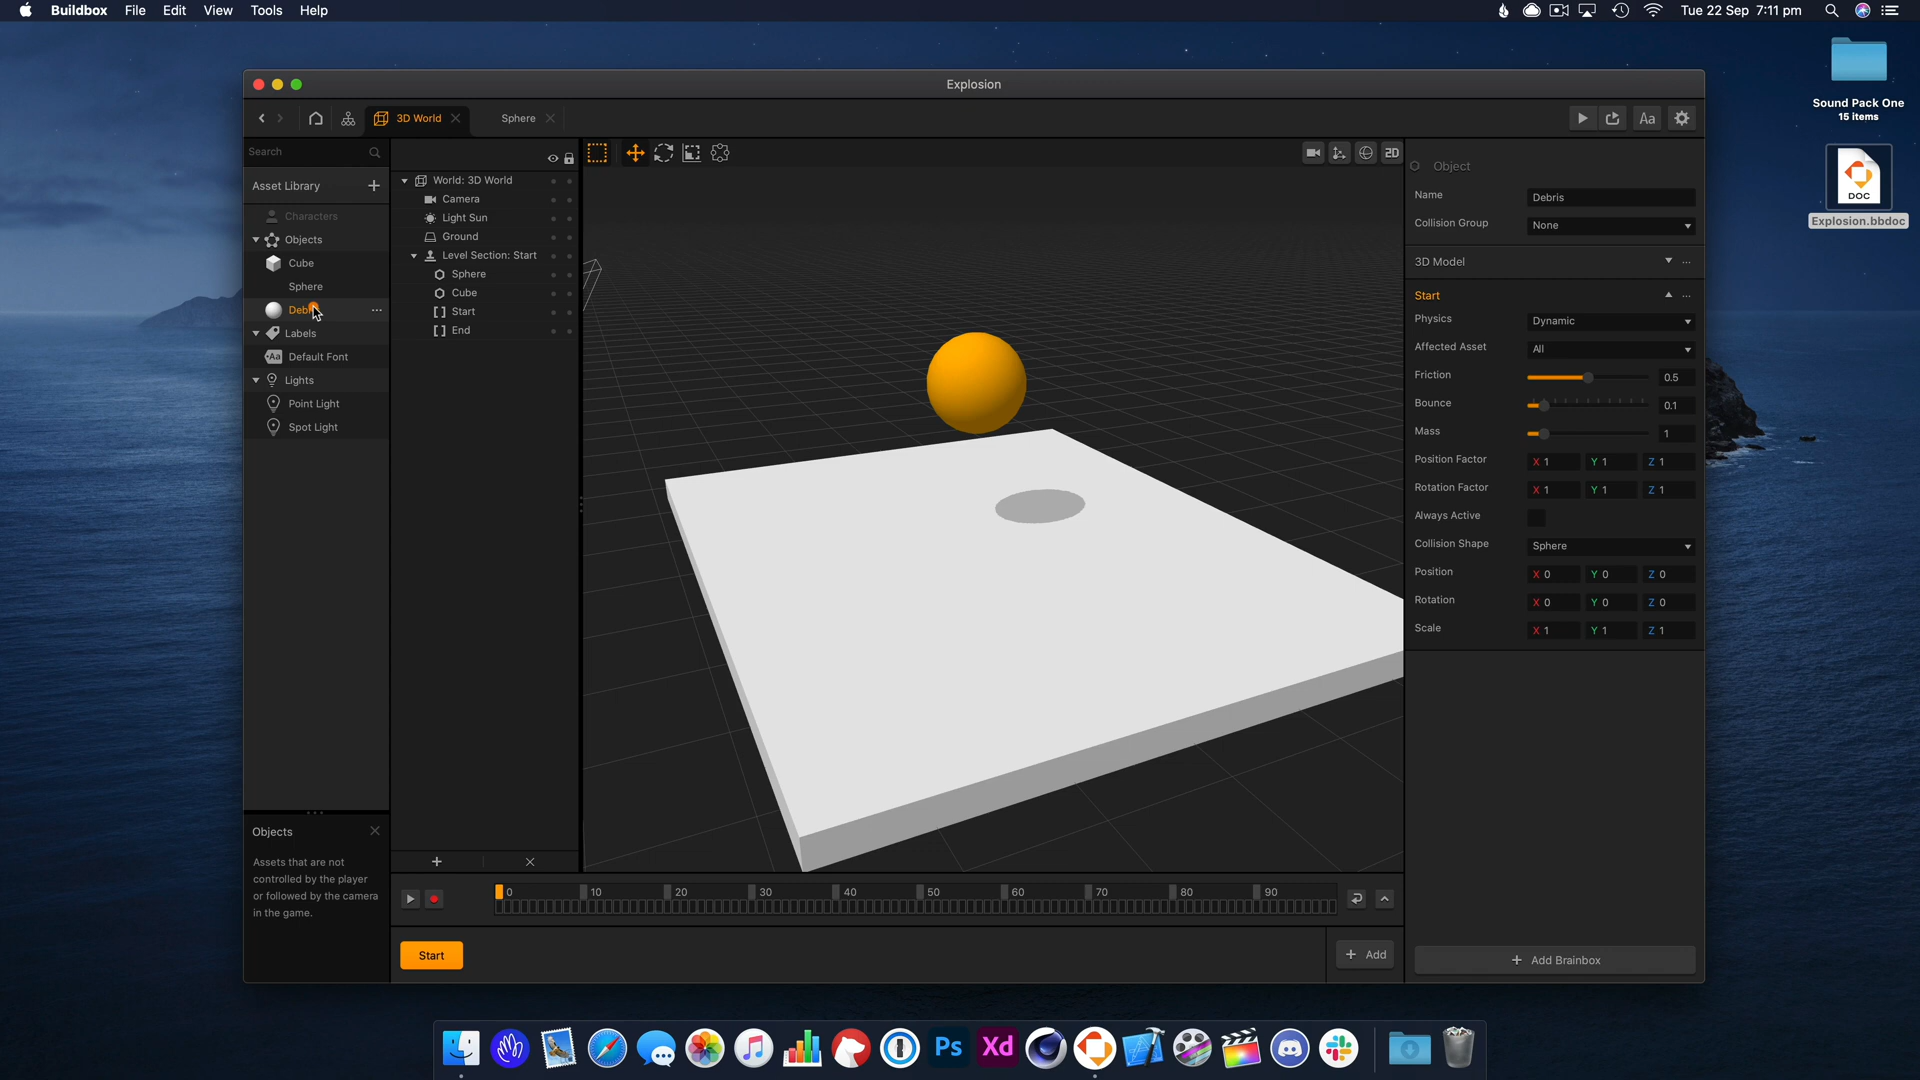 Buildbox File Edit View Tools Help
Tue 22 Sep 7:11 pm
Sound Pack One
15 items
DOC
Explosion.bbdoc
Explosion
3D World
Sphere
Aa
Search
Asset Library
Characters
Objects
Cube
Sphere
Labels
Aa Default Font
Lights
Point Light
Spot Light
World: 3D World
Camera
Light Sun
Ground
Level Section: Start
Sphere
Cube
Start
End
2D
Object
Name Debris
Collision Group None
3D Model
Start
Physics Dynamic
Affected Asset All
Friction 0.5
Bounce 0.1
Mass 1
Position Factor X 1 Y 1 Z 1
Rotation Factor X 1 Y 1 Z 1
Always Active
Collision Shape Sphere
Position X 0 Y 0 Z 0
Rotation X 0 Y 0 Z 0
Scale X 1 Y 1 Z 1
Objects
Assets that are not
controlled by the player
or followed by the camera
in the game.
0 10 20 30 40 50 60 70 80 90
Start
Add
Add Brainbox
Ps
Xd